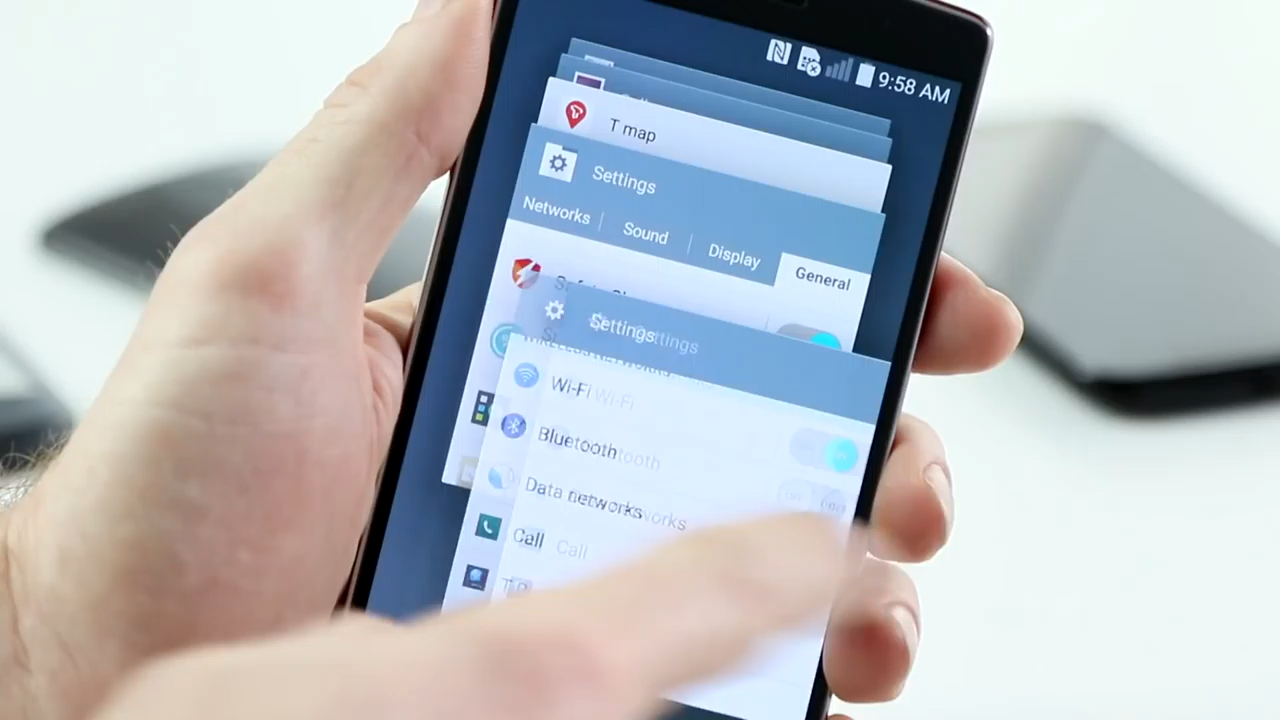 9:58 AM
T map
Settings
Networks
Sound
Display
General
Settings
Wi-Fi
Bluetooth
Data networks
Call